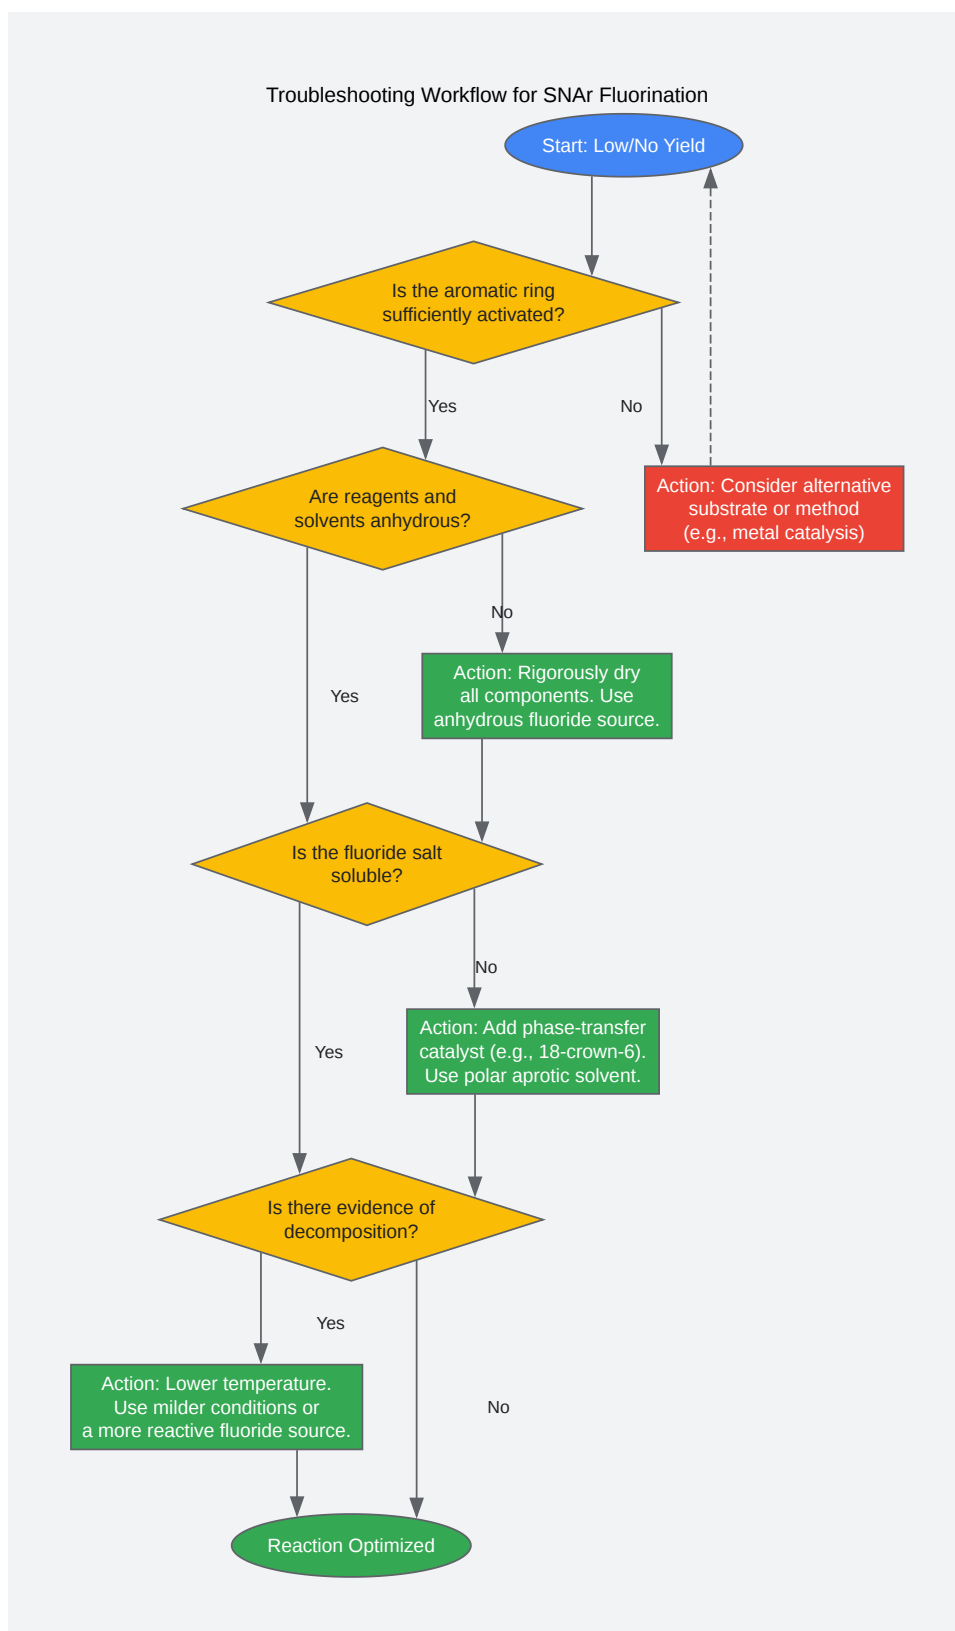 Troubleshooting Workflow for SNAr Fluorination
Start: Low/No Yield
Is the aromatic ring
sufficiently activated?
Yes
No
Are reagents and
solvents anhydrous?
Action: Consider alternative
substrate or method
(e.g., metal catalysis)
No
Action: Rigorously dry
all components. Use
anhydrous fluoride source.
Yes
Is the fluoride salt
soluble?
No
Action: Add phase-transfer
catalyst (e.g., 18-crown-6).
Use polar aprotic solvent.
Yes
Is there evidence of
decomposition?
Yes
Action: Lower temperature.
Use milder conditions or
a more reactive fluoride source.
No
Reaction Optimized